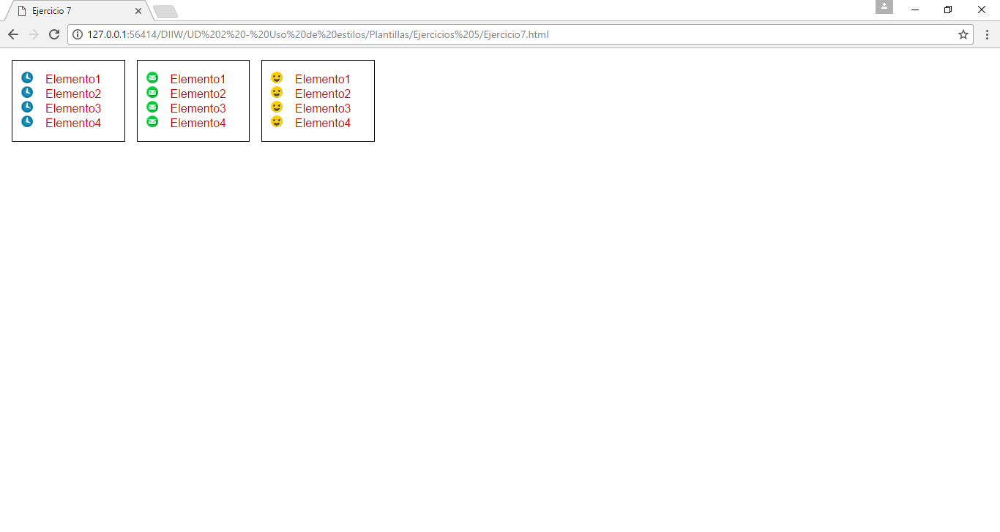 Ejercicio 7
127.0.0.1:56414/DIIW/UD%202%20-%20Uso%20de%20estilos/Plantillas/Ejercicios%205/Ejercicio7.html
Elemento1
Elemento2
Elemento3
Elemento4
Elemento1
Elemento2
Elemento3
Elemento4
Elemento1
Elemento2
Elemento3
Elemento4